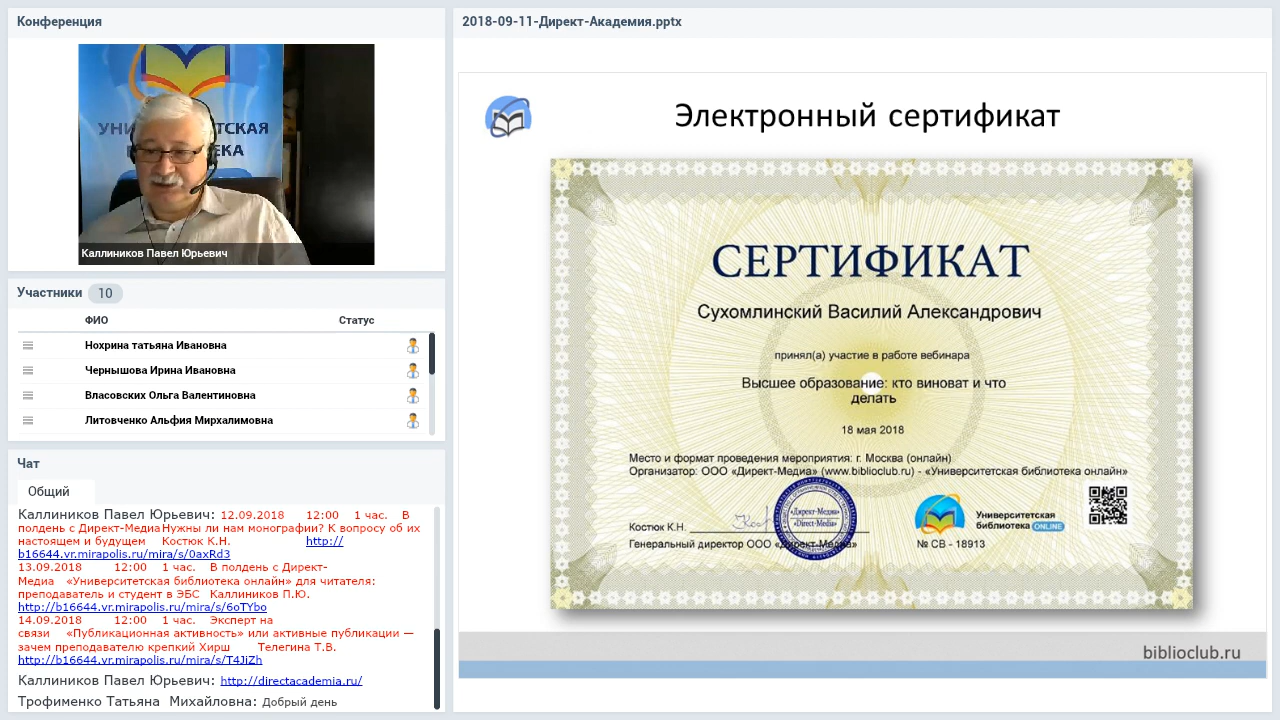 Конференция
УНИ
ТСКАЯ
ЕКА
Каллиников Павел Юрьевич
Участники 10
ФИО Статус
Нохрина татьяна Ивановна
Чернышова Ирина Ивановна
Власовских Ольга Валентиновна
Литовченко Альфия Мирхалимовна
Чат
Общий
Каллиников Павел Юрьевич: 12.09.2018 12:00 1 час. В
полдень с Директ-Медиа Нужны ли нам монографии? К вопросу об их
настоящем и будущем Костюк К.Н. http://
b16644.vr.mirapolis.ru/mira/s/0axRd3
13.09.2018 12:00 1 час. В полдень с Директ-
Медиа «Университетская библиотека онлайн» для читателя:
преподаватель и студент в ЭБС Каллиников П.Ю.
http://b16644.vr.mirapolis.ru/mira/s/6oTYbo
14.09.2018 12:00 1 час. Эксперт на
связи «Публикационная активность» или активные публикации —
зачем преподавателю крепкий Хирш Телегина Т.В.
http://b16644.vr.mirapolis.ru/mira/s/T4JiZh
Каллиников Павел Юрьевич: http://directacademia.ru/
Трофименко Татьяна Михайловна: Добрый день
2018-09-11-Директ-Академия.pptx
Электронный сертификат
СЕРТИФИКАТ
Сухомлинский Василий Александрович
принял(а) участие в работе вебинара
Высшее образование: кто виноват и что
делать
18 мая 2018
Место и формат проведения мероприятия: г. Москва (онлайн)
Организатор: ООО «Директ-Медиа» (www.biblioclub.ru) - «Университетская библиотека онлайн»
Костюк К.Н.
«Директ-Медиа»
«Direct-Media»
Генеральный директор ООО «Директ-Медиа»
Университетская
библиотека ONLINE
№ СВ - 18913
biblioclub.ru